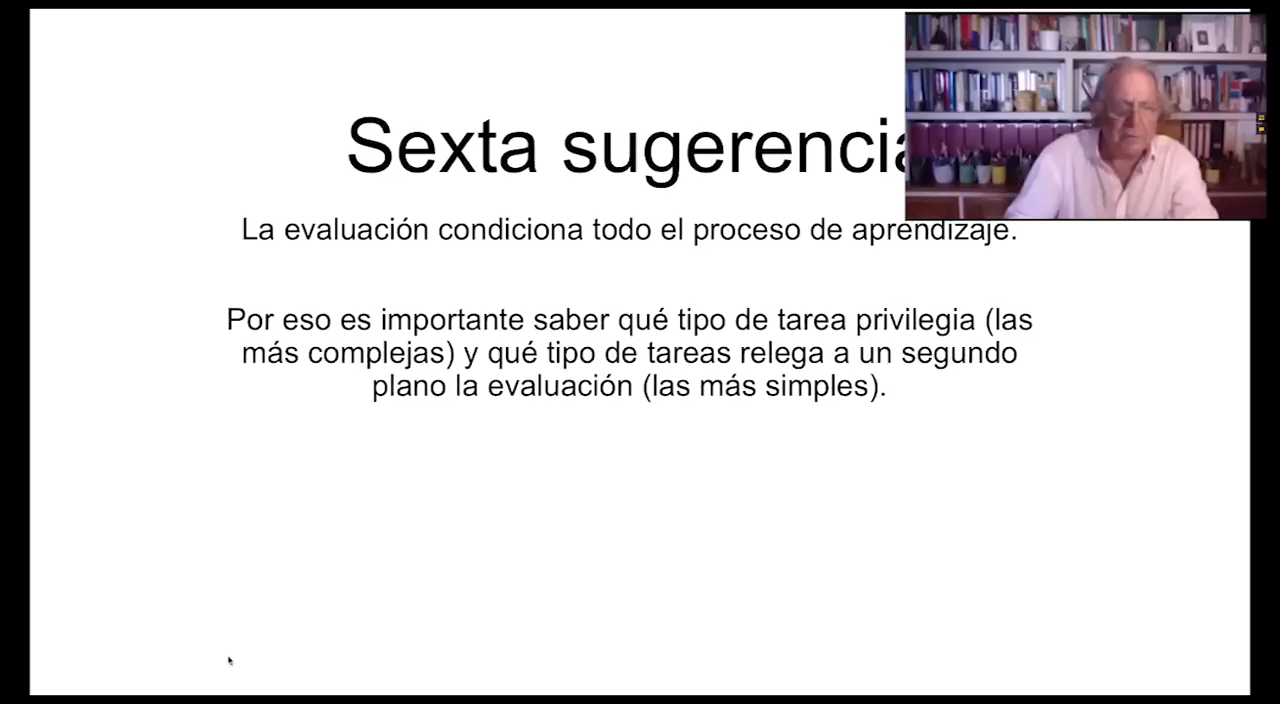 Sexta sugerencia
La evaluación condiciona todo el proceso de aprendizaje.
Por eso es importante saber qué tipo de tarea privilegia (las
más complejas) y qué tipo de tareas relega a un segundo
plano la evaluación (las más simples).